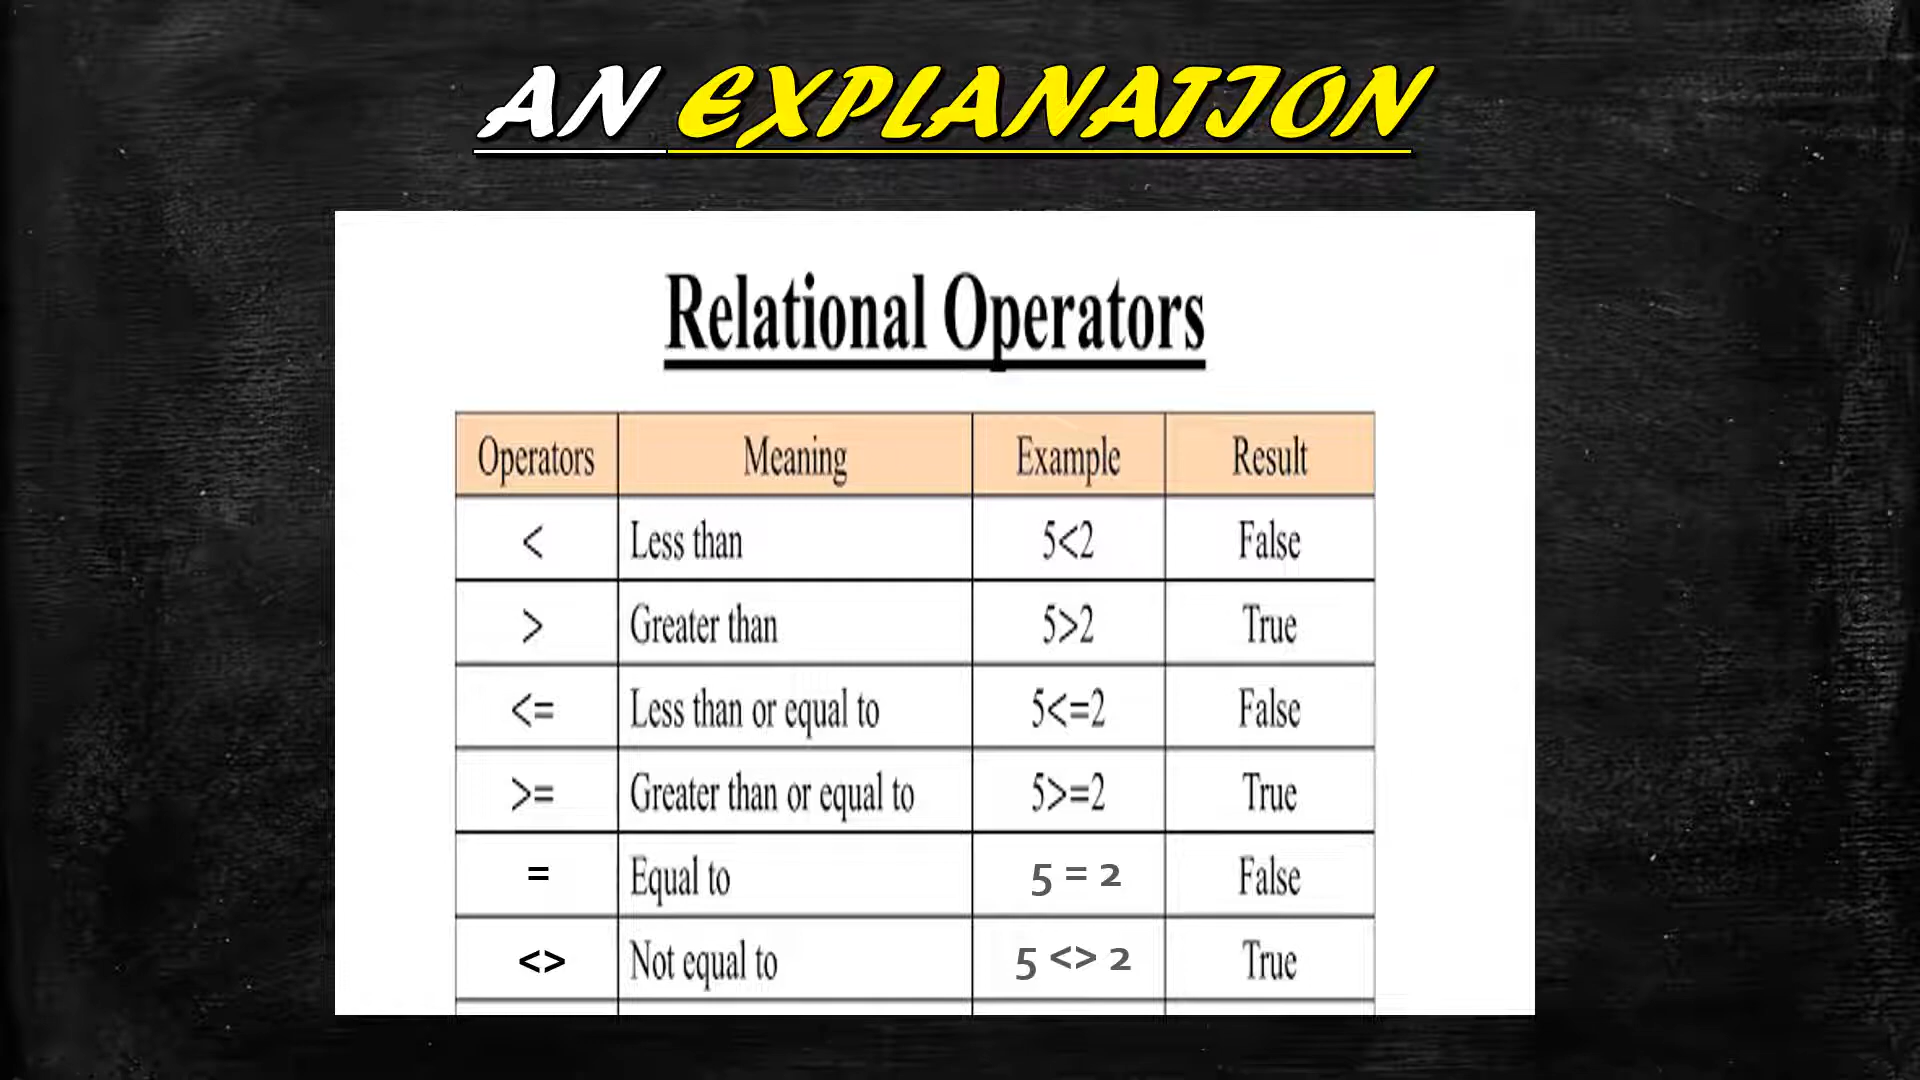 AN EXPLANATION
Relational Operators
Operators Meaning Example Result
< Less than 5<2 False
> Greater than 5>2 True
<= Less than or equal to 5<=2 False
>= Greater than or equal to 5>=2 True
= Equal to 5 = 2 False
<> Not equal to 5 <> 2 True